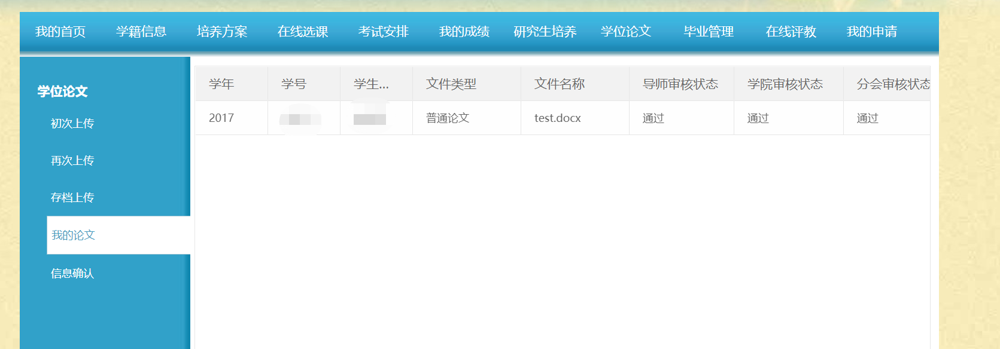 我的首页 学籍信息 培养方案 在线选课 考试安排 我的成绩 研究生培养 学位论文 毕业管理 在线评教 我的申请
学位论文
初次上传
再次上传
存档上传
我的论文
信息确认
学年 学号 学生... 文件类型 文件名称 导师审核状态 学院审核状态 分会审核状态
2017 普通论文 test.docx 通过 通过 通过